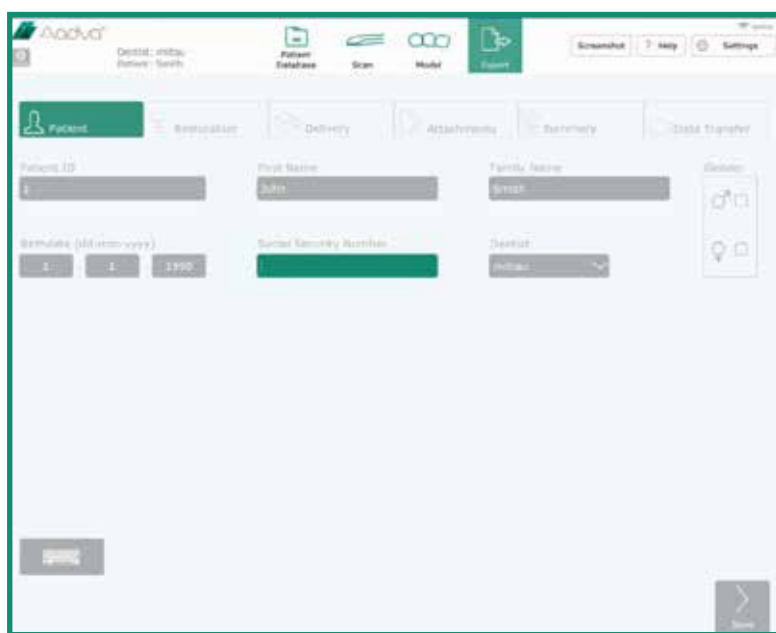 Aadva
Dentist: mitsu
Patient: Smith
Patient Database
Scan
Model
Export
Screenshot
? Help
Settings
Patient
Restoration
Delivery
Attachments
Summary
Data Transfer
Patient ID
First Name
Family Name
Gender
1
John
Smith
Birthdate (dd-mm-yyyy)
Social Security Number
Dentist
1
1
1990
mitsu